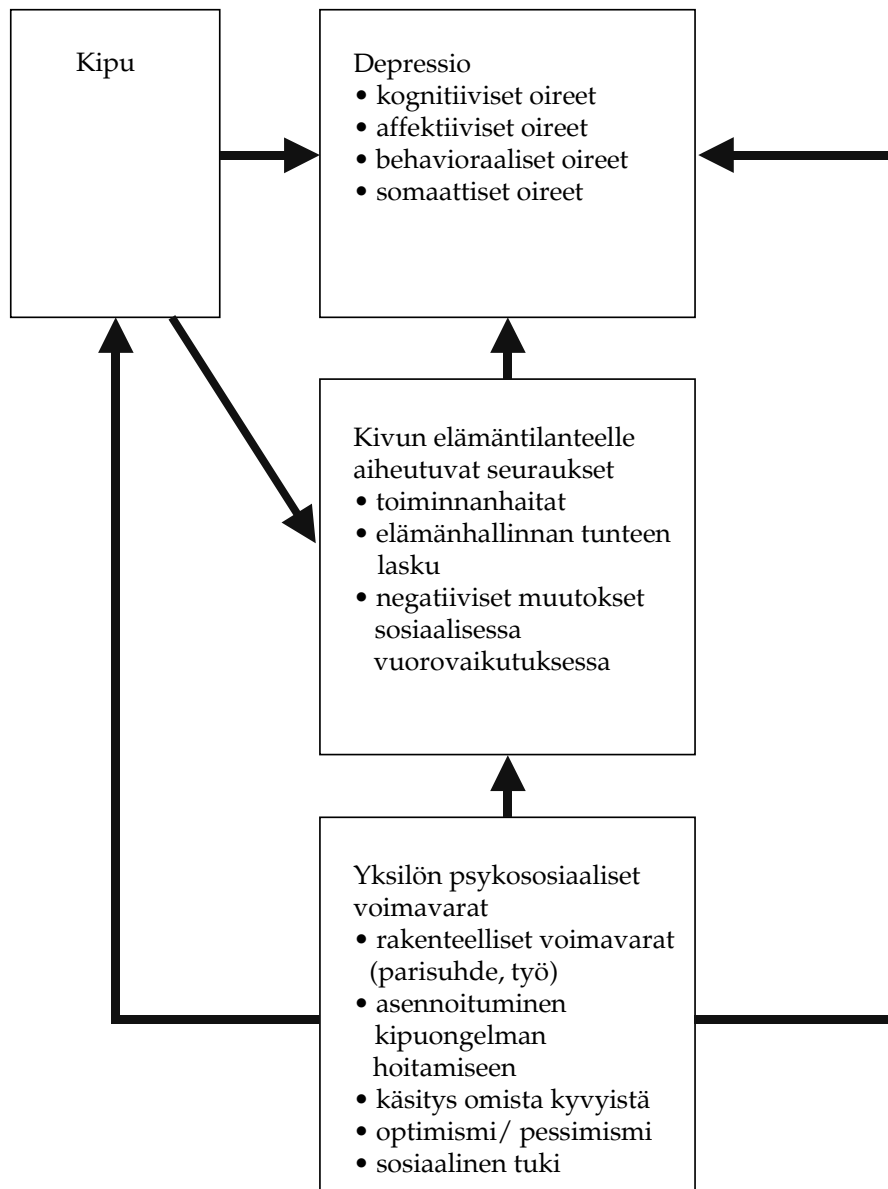 Kipu
Depressio
• kognitiiviset oireet
• affektiiviset oireet
• behavioraaliset oireet
• somaattiset oireet
Kivun elämäntilanteelle
aiheutuvat seuraukset
• toiminnanhaitat
• elämänhallinnan tunteen
lasku
• negatiiviset muutokset
sosiaalisessa
vuorovaikutuksessa
Yksilön psykososiaaliset
voimavarat
• rakenteelliset voimavarat
(parisuhde, työ)
• asennoituminen
kipuongelman
hoitamiseen
• käsitys omista kyvyistä
• optimismi/ pessimismi
• sosiaalinen tuki